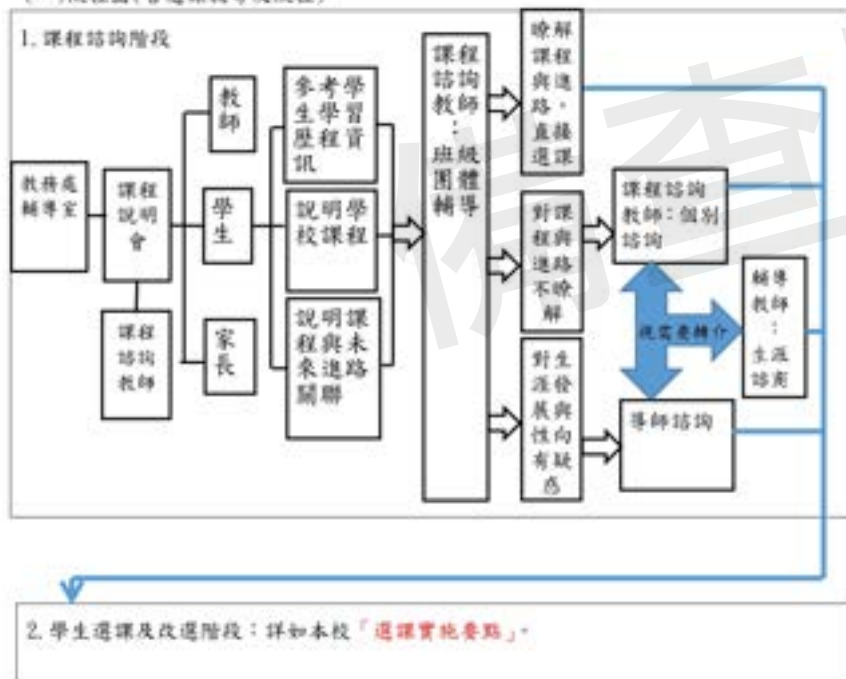 1. 課程諮詢階段
教務處
輔導室
課程
說明
會
課程
諮詢
教師
教
師
學
生
家
長
參考學
生學習
歷程資
訊
說明學
校課程
說明課
程與未
來進路
關聯
課程
諮詢
教師
：
班級
團體
輔導
瞭解
課程
與進
路，
直接
選課
對課
程與
進路
不瞭
解
對生
涯發
展與
性向
有疑
惑
課程諮詢
教師：個別
諮詢
視需要轉介
導師諮詢
輔導
教師
：
生涯
諮商
備查
2. 學生選課及改選階段：詳如本校「選課實施要點」。